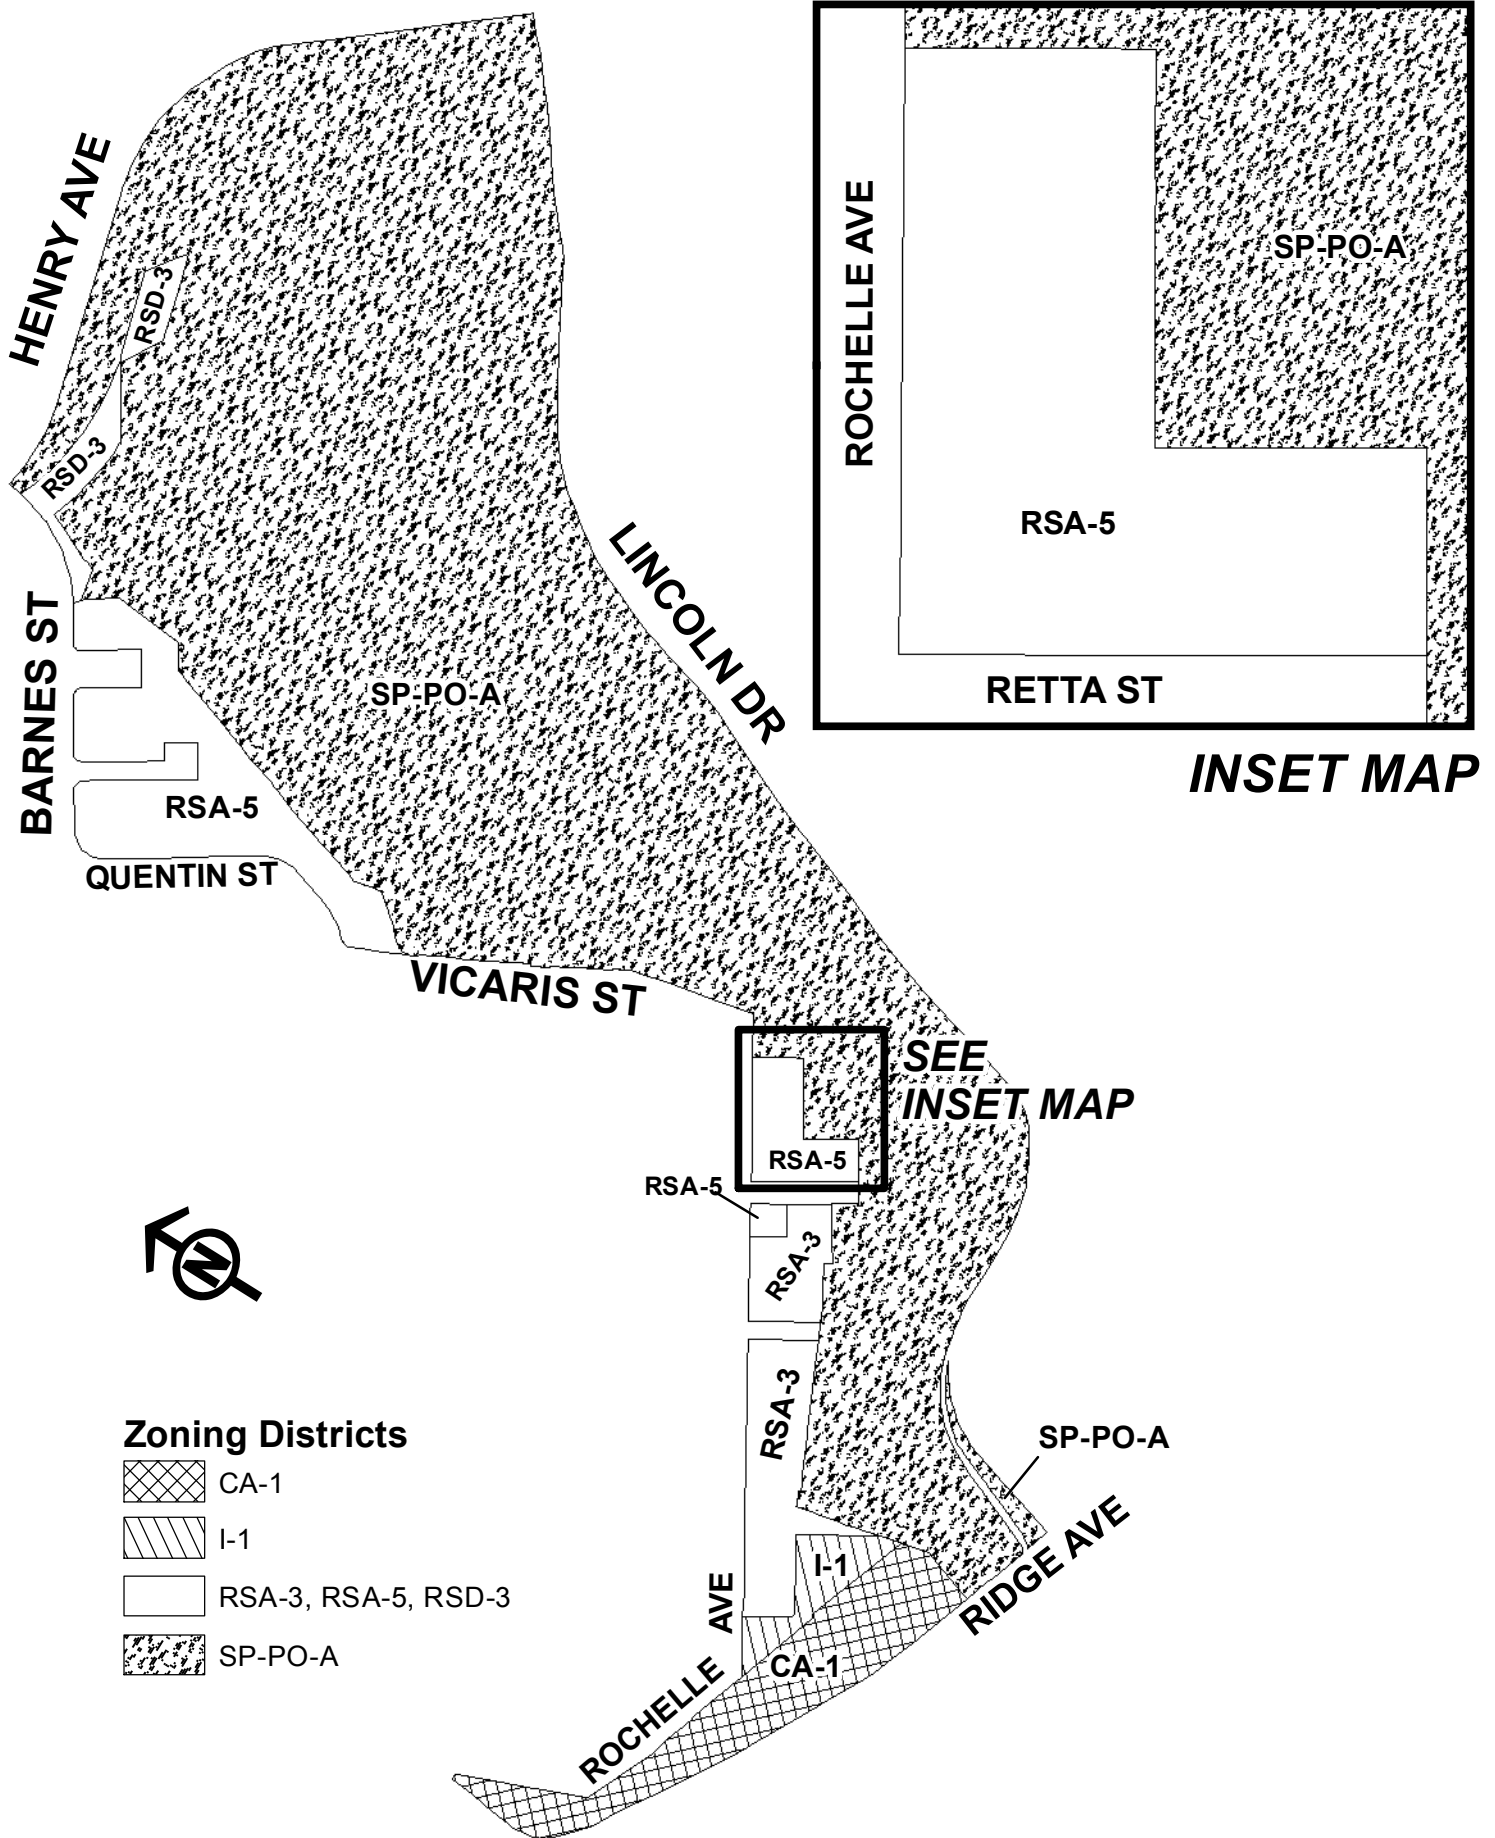 HENRY AVE
RSD-3
RSD-3
BARNES ST
SP-PO-A
LINCOLN DR
RSA-5
QUENTIN ST
VICARIS ST
ROCHELLE AVE
SP-PO-A
RSA-5
RETTA ST
INSET MAP
SEE
INSET MAP
RSA-5
RSA-5
RSA-3
N
RSA-3
SP-PO-A
RIDGE AVE
I-1
CA-1
ROCHELLE AVE
Zoning Districts
CA-1
I-1
RSA-3, RSA-5, RSD-3
SP-PO-A